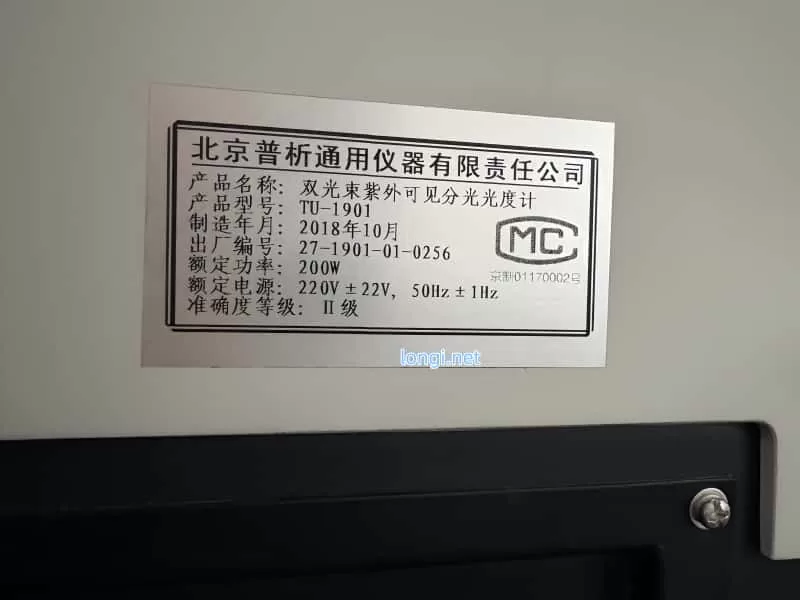 北京普析通用仪器有限责任公司
产品名称: 双光束紫外可见分光光度计
产品型号: TU-1901
制造年月: 2018年10月
出厂编号: 27-1901-01-0256
额定功率: 200W
额定电源: 220V±22V, 50Hz±1Hz
准确度等级: II 级
MC
京制01170002号
longi.net